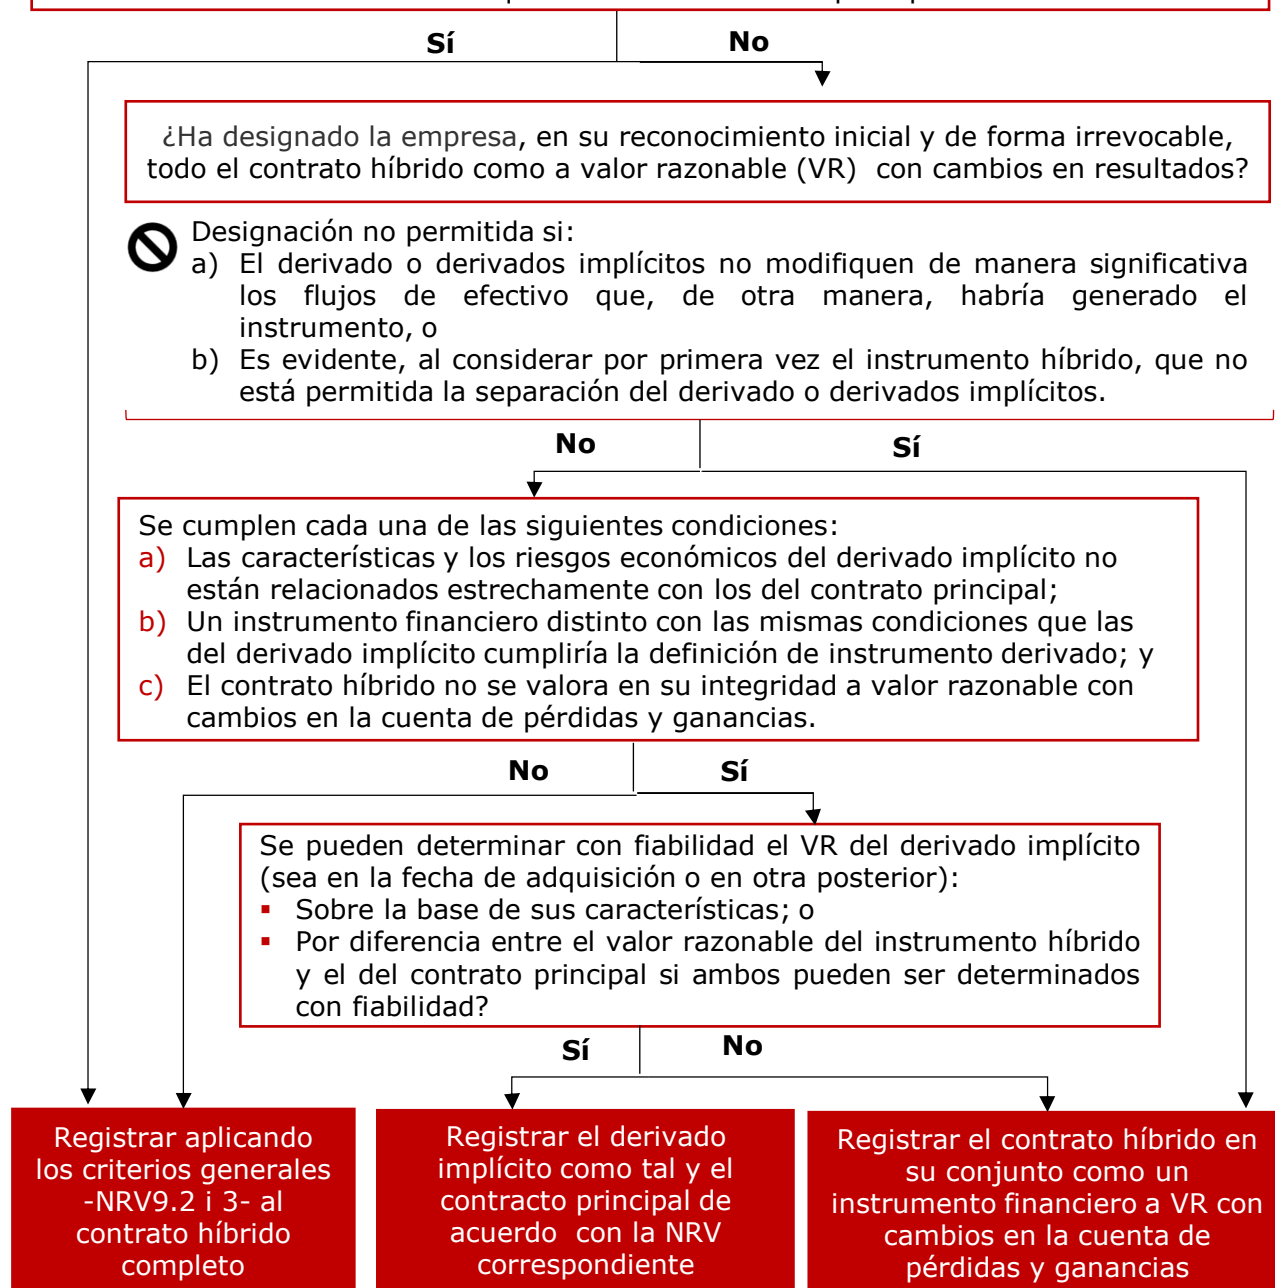 Sí
No
¿Ha designado la empresa, en su reconocimiento inicial y de forma irrevocable,
todo el contrato híbrido como a valor razonable (VR) con cambios en resultados?
Designación no permitida si:
a) El derivado o derivados implícitos no modifiquen de manera significativa
los flujos de efectivo que, de otra manera, habría generado el
instrumento, o
b) Es evidente, al considerar por primera vez el instrumento híbrido, que no
está permitida la separación del derivado o derivados implícitos.
No
Sí
Se cumplen cada una de las siguientes condiciones:
a) Las características y los riesgos económicos del derivado implícito no
están relacionados estrechamente con los del contrato principal;
b) Un instrumento financiero distinto con las mismas condiciones que las
del derivado implícito cumpliría la definición de instrumento derivado; y
c) El contrato híbrido no se valora en su integridad a valor razonable con
cambios en la cuenta de pérdidas y ganancias.
No
Sí
Se pueden determinar con fiabilidad el VR del derivado implícito
(sea en la fecha de adquisición o en otra posterior):
▪ Sobre la base de sus características; o
▪ Por diferencia entre el valor razonable del instrumento híbrido
y el del contrato principal si ambos pueden ser determinados
con fiabilidad?
Sí
No
Registrar aplicando
los criterios generales
-NRV9.2 i 3- al
contrato híbrido
completo
Registrar el derivado
implícito como tal y el
contracto principal de
acuerdo con la NRV
correspondiente
Registrar el contrato híbrido en
su conjunto como un
instrumento financiero a VR con
cambios en la cuenta de
pérdidas y ganancias